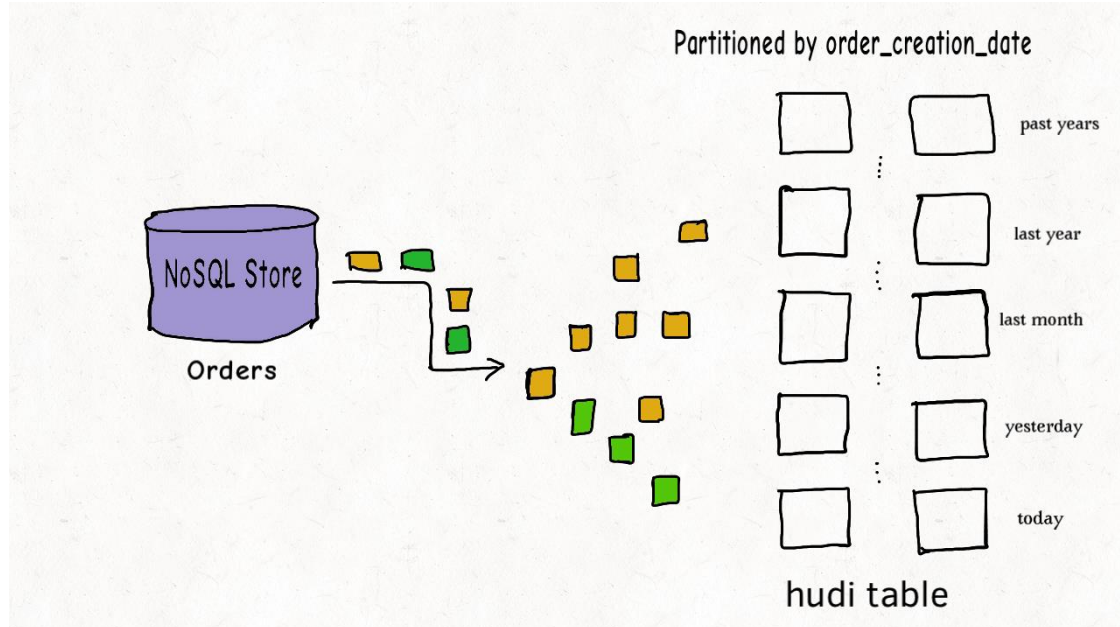 Partitioned by order_creation_date
past years
last year
NoSQL Store
last month
Orders
yesterday
today
hudi table